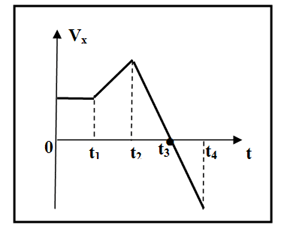 Vₓ
0 t₁ t₂ t₃ t₄ t